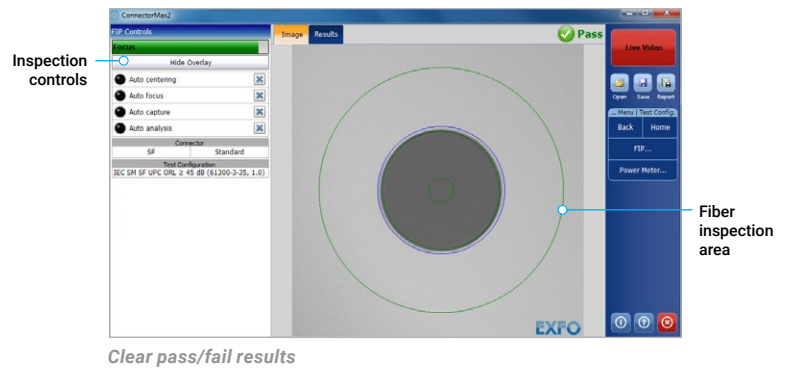 ConnectorMax2
FIP Controls
Focus
Hide Overlay
Auto centering
Auto focus
Auto capture
Auto analysis
Connector
SF Standard
Test Configuration
IEC SM SF UPC ORL ≥ 45 dB (61300-3-35, 1.0)
Image Results
Pass
EXFO
Live Video
Open Save Report
... Menu | Test Config.
Back Home
FIP...
Power Meter...
Inspection
controls
Fiber
inspection
area
Clear pass/fail results